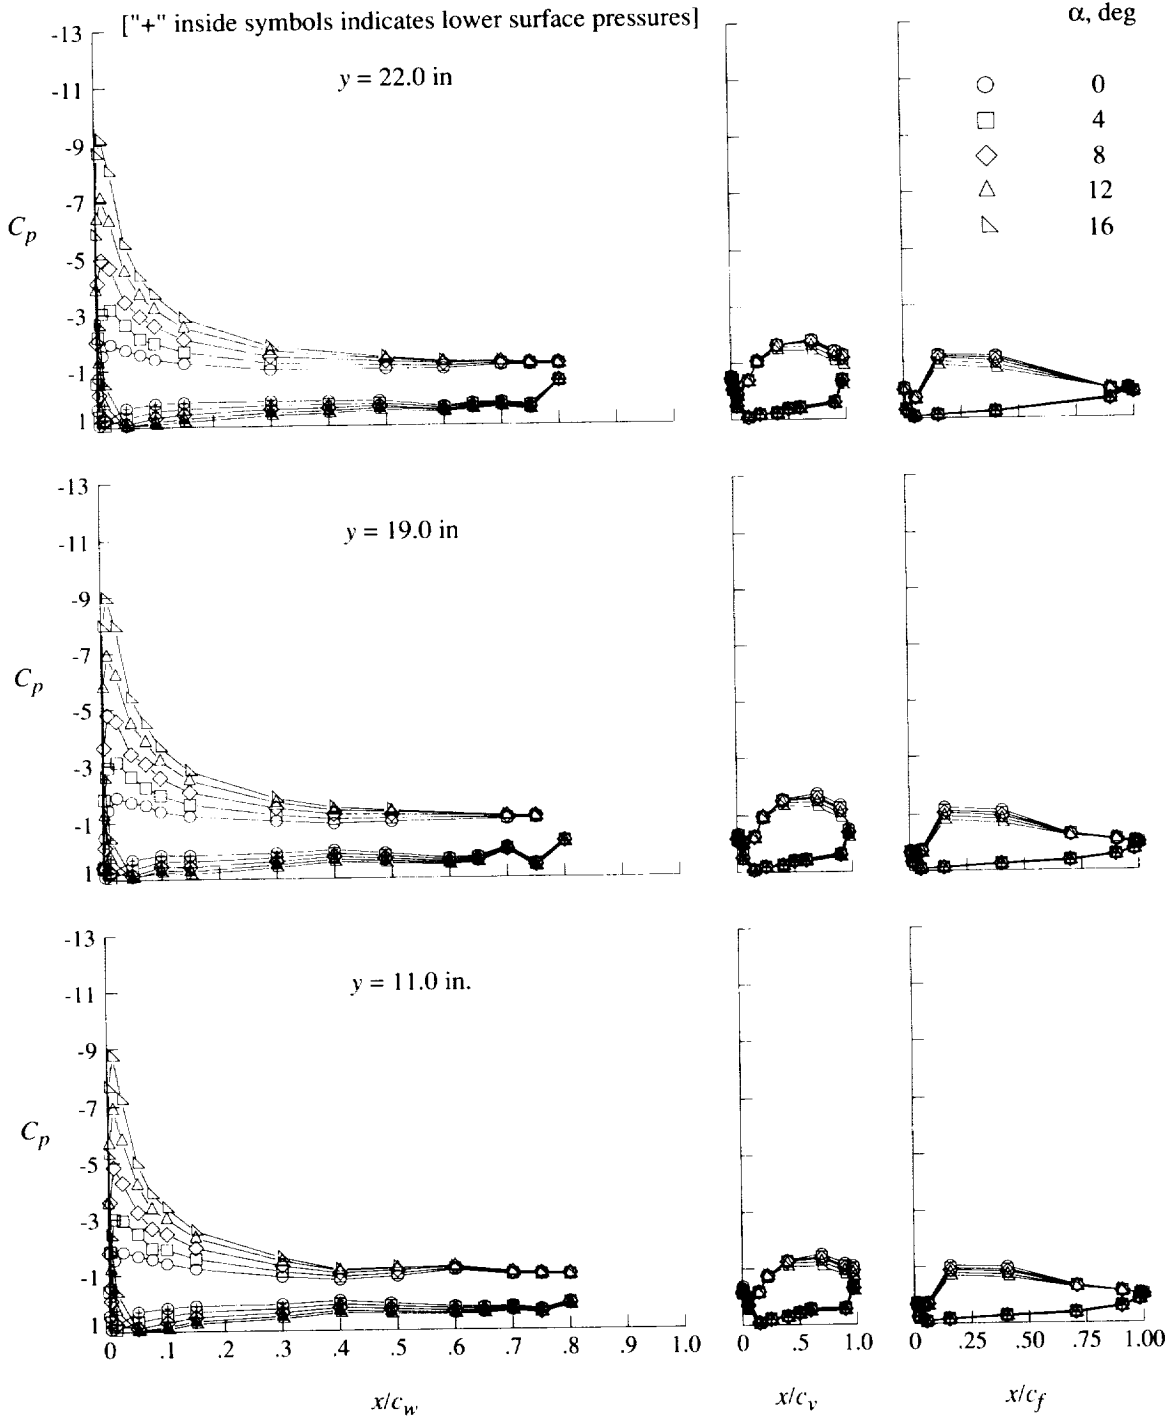 ["+" inside symbols indicates lower surface pressures]
α, deg
0
4
8
12
16
y = 22.0 in
-13
-11
-9
-7
-5
-3
-1
1
Cp
y = 19.0 in
-13
-11
-9
-7
-5
-3
-1
1
Cp
y = 11.0 in.
-13
-11
-9
-7
-5
-3
-1
1
Cp
0 .1 .2 .3 .4 .5 .6 .7 .8 .9 1.0
0 .5 1.0
0 .25 .50 .75 1.00
x/cw
x/cv
x/cf